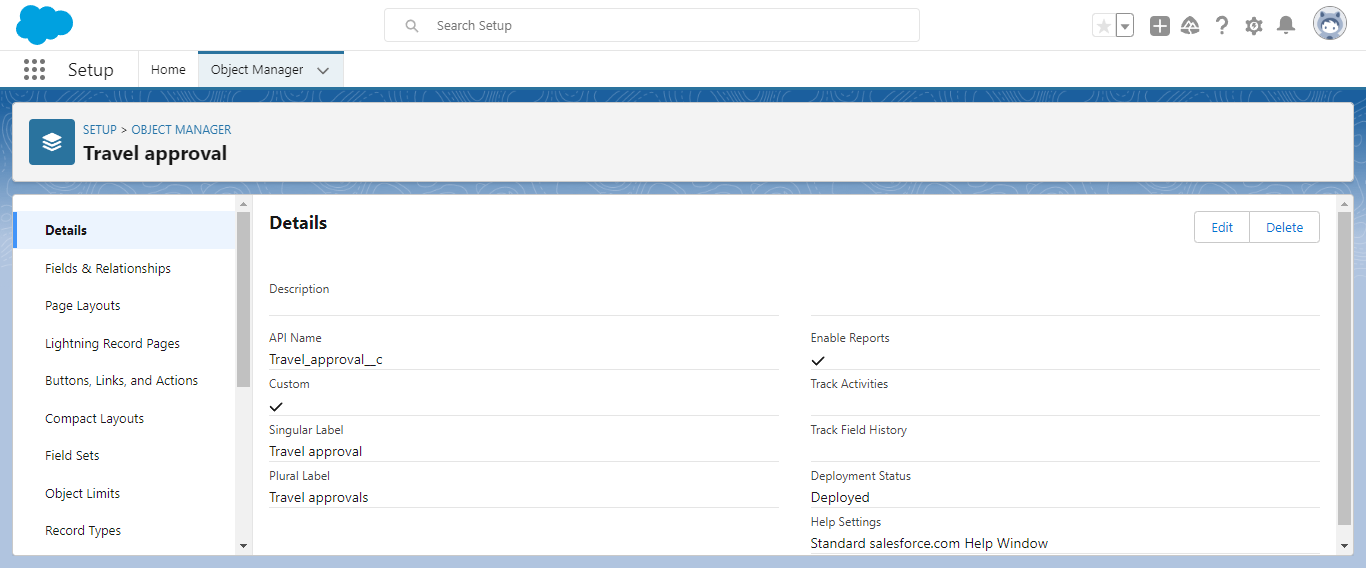 Search Setup
Setup
Home
Object Manager
SETUP > OBJECT MANAGER
Travel approval
Details
Fields & Relationships
Page Layouts
Lightning Record Pages
Buttons, Links, and Actions
Compact Layouts
Field Sets
Object Limits
Record Types
Details
Edit
Delete
Description
API Name
Travel_approval__c
Custom
Singular Label
Travel approval
Plural Label
Travel approvals
Enable Reports
Track Activities
Track Field History
Deployment Status
Deployed
Help Settings
Standard salesforce.com Help Window